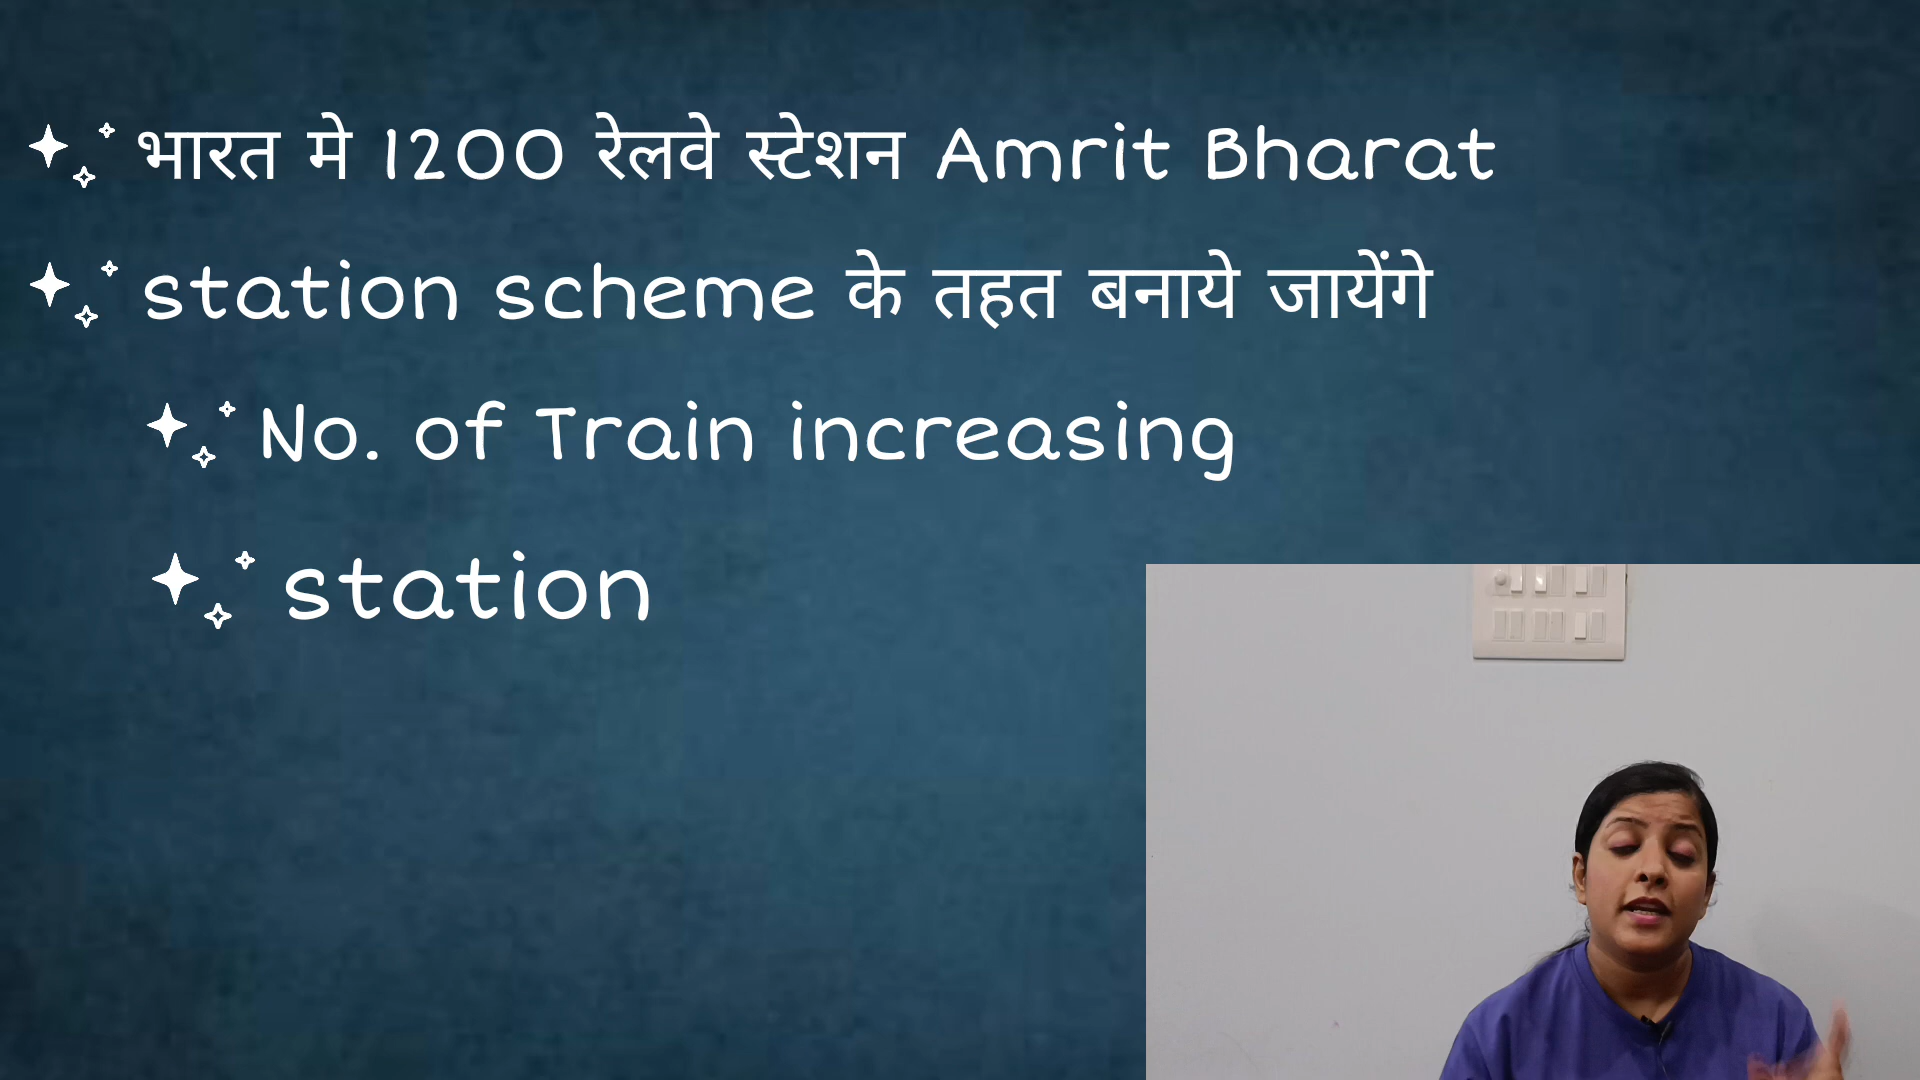 भारत मे 1200 रेलवे स्टेशन Amrit Bharat
station scheme के तहत बनाये जायेंगे
No. of Train increasing
station